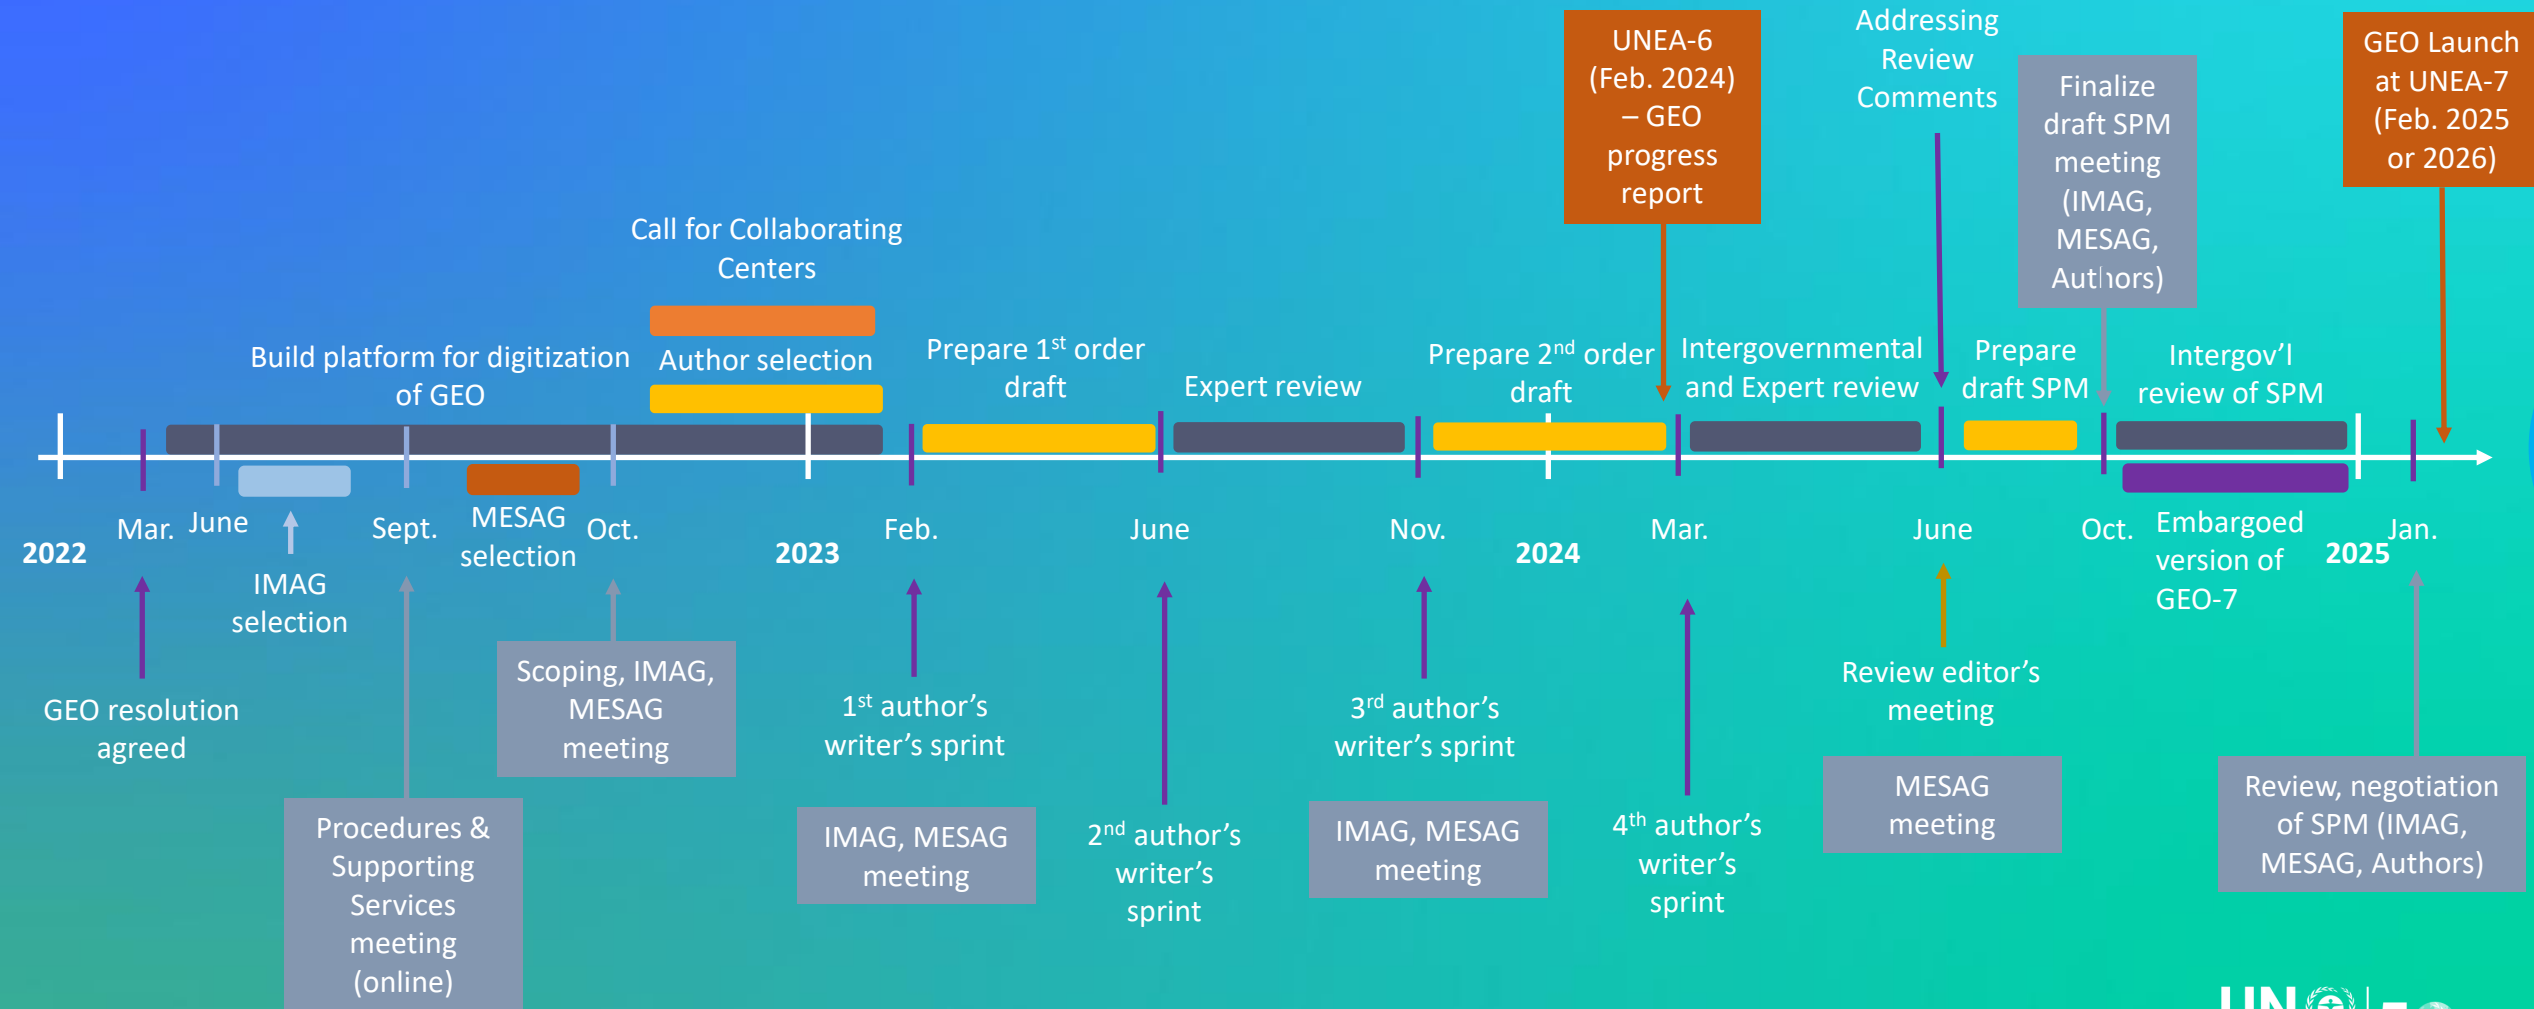 UNEA-6
(Feb. 2024)
– GEO
progress
report
Addressing
Review
Comments
Finalize
draft SPM
meeting
(IMAG,
MESAG,
Authors)
GEO Launch
at UNEA-7
(Feb. 2025
or 2026)
Call for Collaborating
Centers
Build platform for digitization
of GEO
Author selection
Prepare 1st order
draft
Expert review
Prepare 2nd order
draft
Intergovernmental
and Expert review
Prepare
draft SPM
Intergov’l
review of SPM
2022
Mar.
June
IMAG
selection
Sept.
MESAG
selection
Oct.
2023
Feb.
June
Nov.
2024
Mar.
June
Oct.
Embargoed
version of
GEO-7
2025
Jan.
GEO resolution
agreed
Procedures &
Supporting
Services
meeting
(online)
Scoping, IMAG,
MESAG
meeting
1st author’s
writer’s sprint
IMAG, MESAG
meeting
2nd author’s
writer’s
sprint
3rd author’s
writer’s sprint
IMAG, MESAG
meeting
4th author’s
writer’s
sprint
Review editor’s
meeting
MESAG
meeting
Review, negotiation
of SPM (IMAG,
MESAG, Authors)
UN